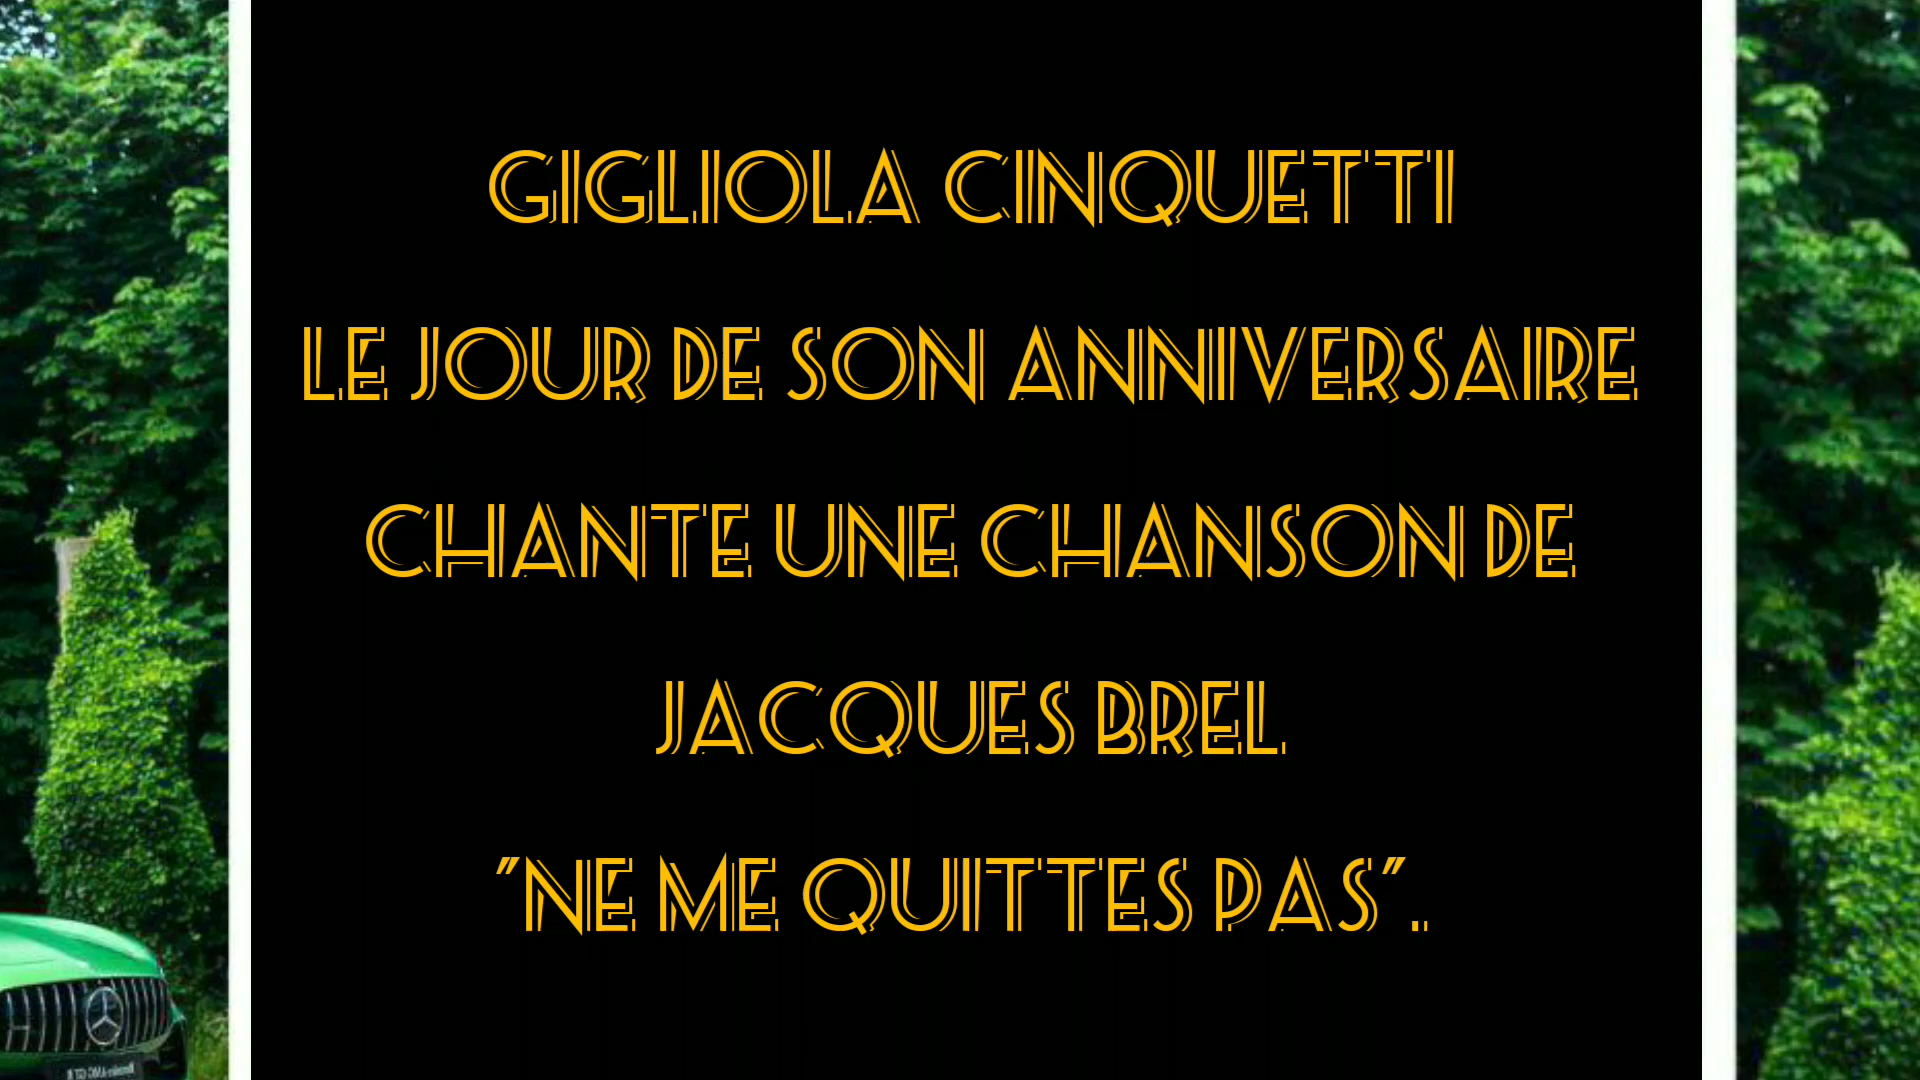 GIGLIOLA CINQUETTI
LE JOUR DE SON ANNIVERSAIRE
CHANTE UNE CHANSON DE
JACQUES BREL
"NE ME QUITTES PAS".